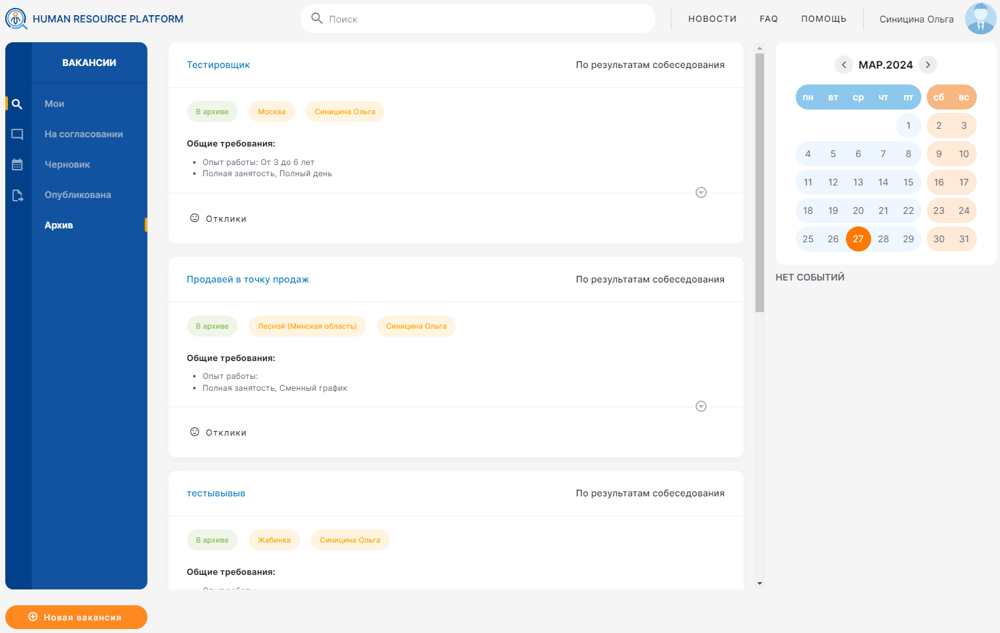 HUMAN RESOURCE PLATFORM
Поиск
НОВОСТИ FAQ ПОМОЩЬ Синицина Ольга
ВАКАНСИИ
Мои
На согласовании
Черновик
Опубликована
Архив
Новая вакансия
Тестировщик По результатам собеседования
В архиве Москва Синицина Ольга
Общие требования:
Опыт работы: От 3 до 6 лет
Полная занятость, Полный день
Отклики
Продавей в точку продаж По результатам собеседования
В архиве Лесной (Минская область) Синицина Ольга
Общие требования:
Опыт работы:
Полная занятость, Сменный график
Отклики
тестывывыв По результатам собеседования
В архиве Жабинка Синицина Ольга
Общие требования:
МАР.2024
пн вт ср чт пт сб вс
1 2 3
4 5 6 7 8 9 10
11 12 13 14 15 16 17
18 19 20 21 22 23 24
25 26 27 28 29 30 31
НЕТ СОБЫТИЙ